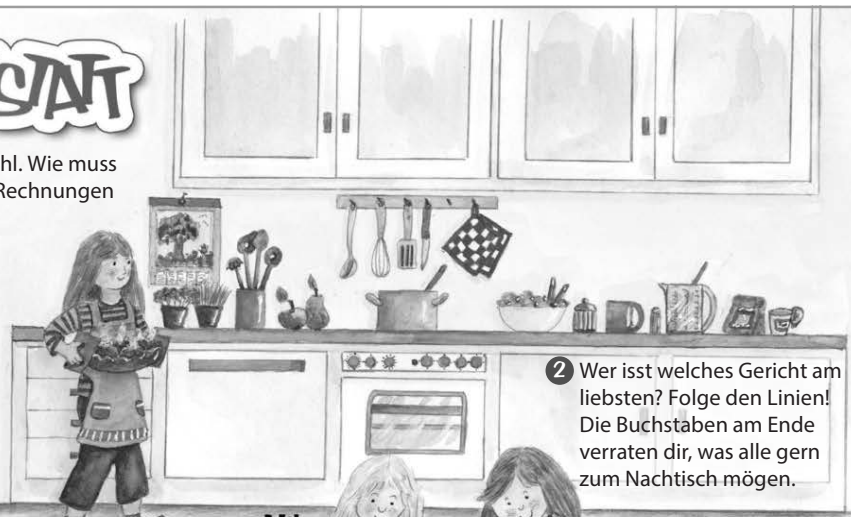 STATT
hl. Wie muss
Rechnungen
2 Wer isst welches Gericht am
liebsten? Folge den Linien!
Die Buchstaben am Ende
verraten dir, was alle gern
zum Nachtisch mögen.